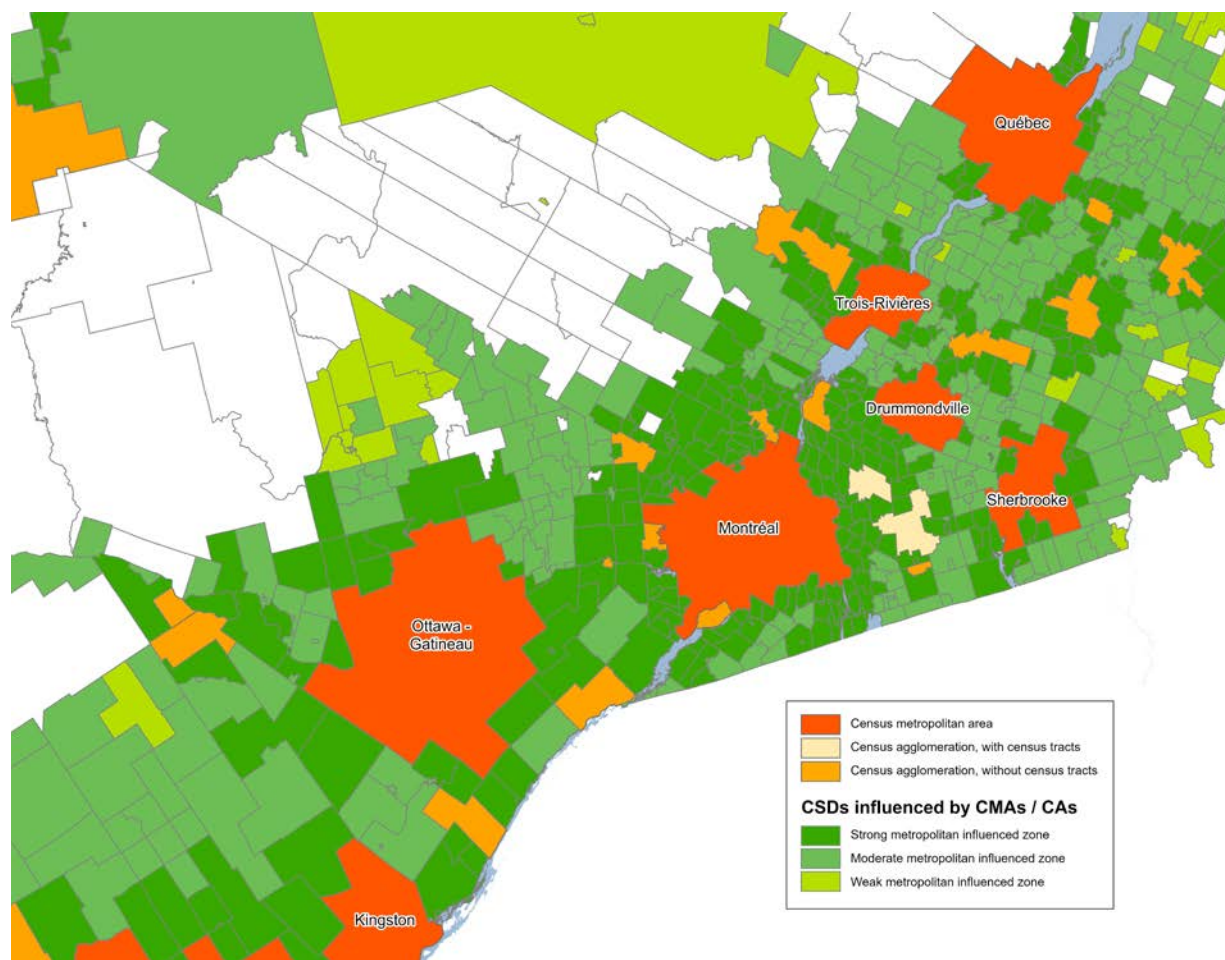 Québec
Trois-Rivières
Drummondville
Sherbrooke
Montréal
Ottawa -
Gatineau
Kingston
Census metropolitan area
Census agglomeration, with census tracts
Census agglomeration, without census tracts
CSDs influenced by CMAs / CAs
Strong metropolitan influenced zone
Moderate metropolitan influenced zone
Weak metropolitan influenced zone